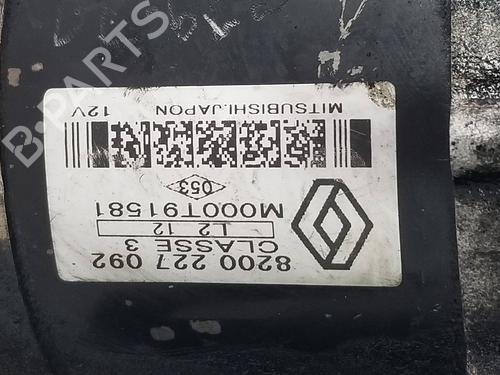 8200 227 092
CLASSE 3
L2 12
M000T91581
053
MITSUBISHI.JAPON 12V
B-PARTS